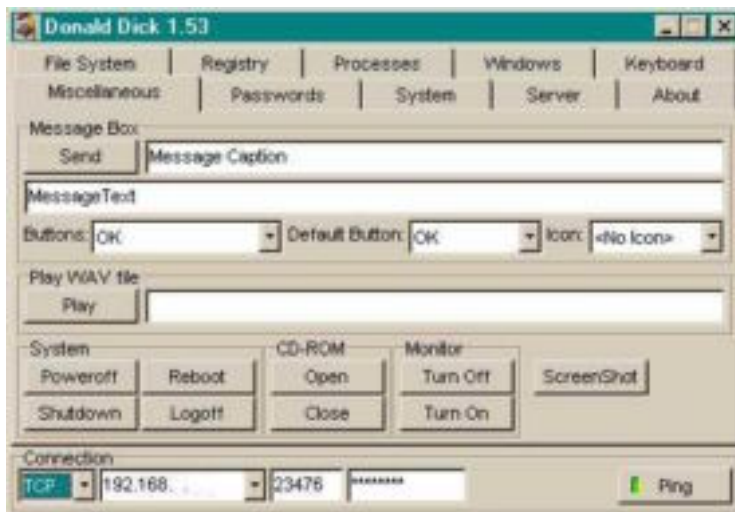 Donald Dick 1.53
File System Registry Processes Windows Keyboard
Miscellaneous Passwords System Server About
Message Box
Send Message Caption
MessageText
Buttons: OK Default Button: OK Icon: <No Icon>
Play WAV file
Play
System CD-ROM Monitor
Poweroff Reboot Open Turn Off ScreenShot
Shutdown Logoff Close Turn On
Connection
TCP 192.168. 23476 ******** Ping